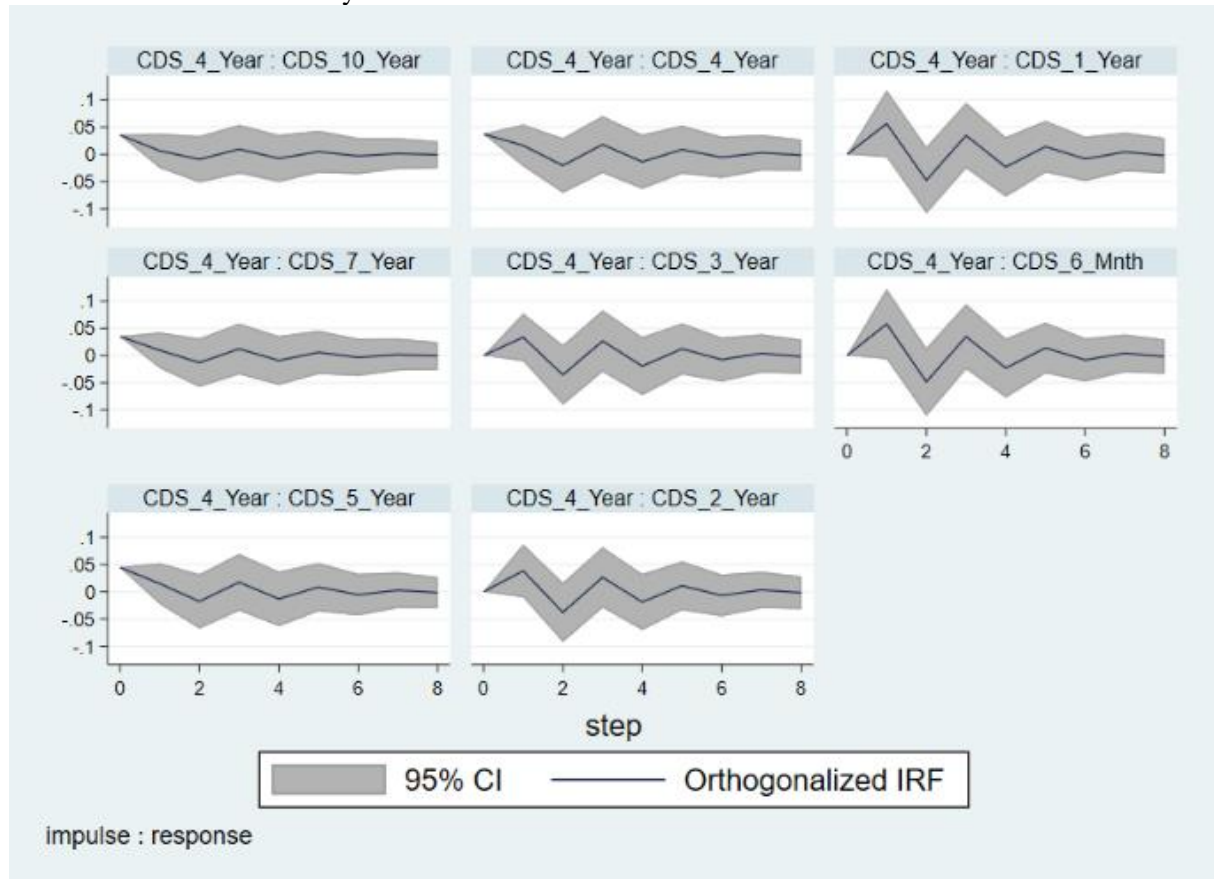 CDS_4_Year : CDS_10_Year
CDS_4_Year : CDS_4_Year
CDS_4_Year : CDS_1_Year
.1
.05
0
-.05
-.1
CDS_4_Year : CDS_7_Year
CDS_4_Year : CDS_3_Year
CDS_4_Year : CDS_6_Mnth
.1
.05
0
-.05
-.1
0 2 4 6 8
CDS_4_Year : CDS_5_Year
CDS_4_Year : CDS_2_Year
.1
.05
0
-.05
-.1
0 2 4 6 8
0 2 4 6 8
step
95% CI
Orthogonalized IRF
impulse : response